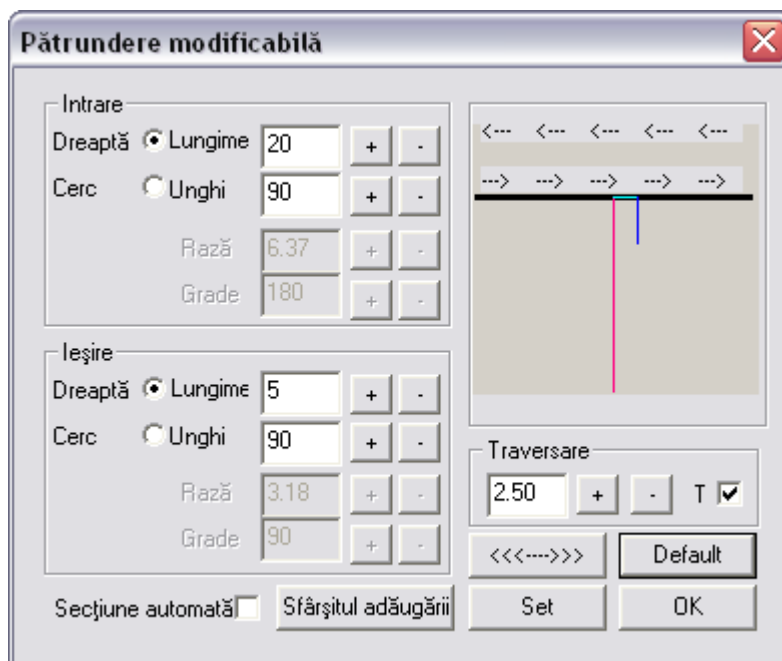 Pătrundere modificabilă
Intrare
Dreaptă Lungime 20 + -
Cerc Unghi 90 + -
Rază 6.37 + -
Grade 180 + -
Ieşire
Dreaptă Lungime 5 + -
Cerc Unghi 90 + -
Rază 3.18 + -
Grade 90 + -
Secţiune automată Sfârşitul adăugării
<--- <--- <--- <--- <---
---> ---> ---> ---> --->
Traversare
2.50 + - T
<<<---->>> Default
Set OK